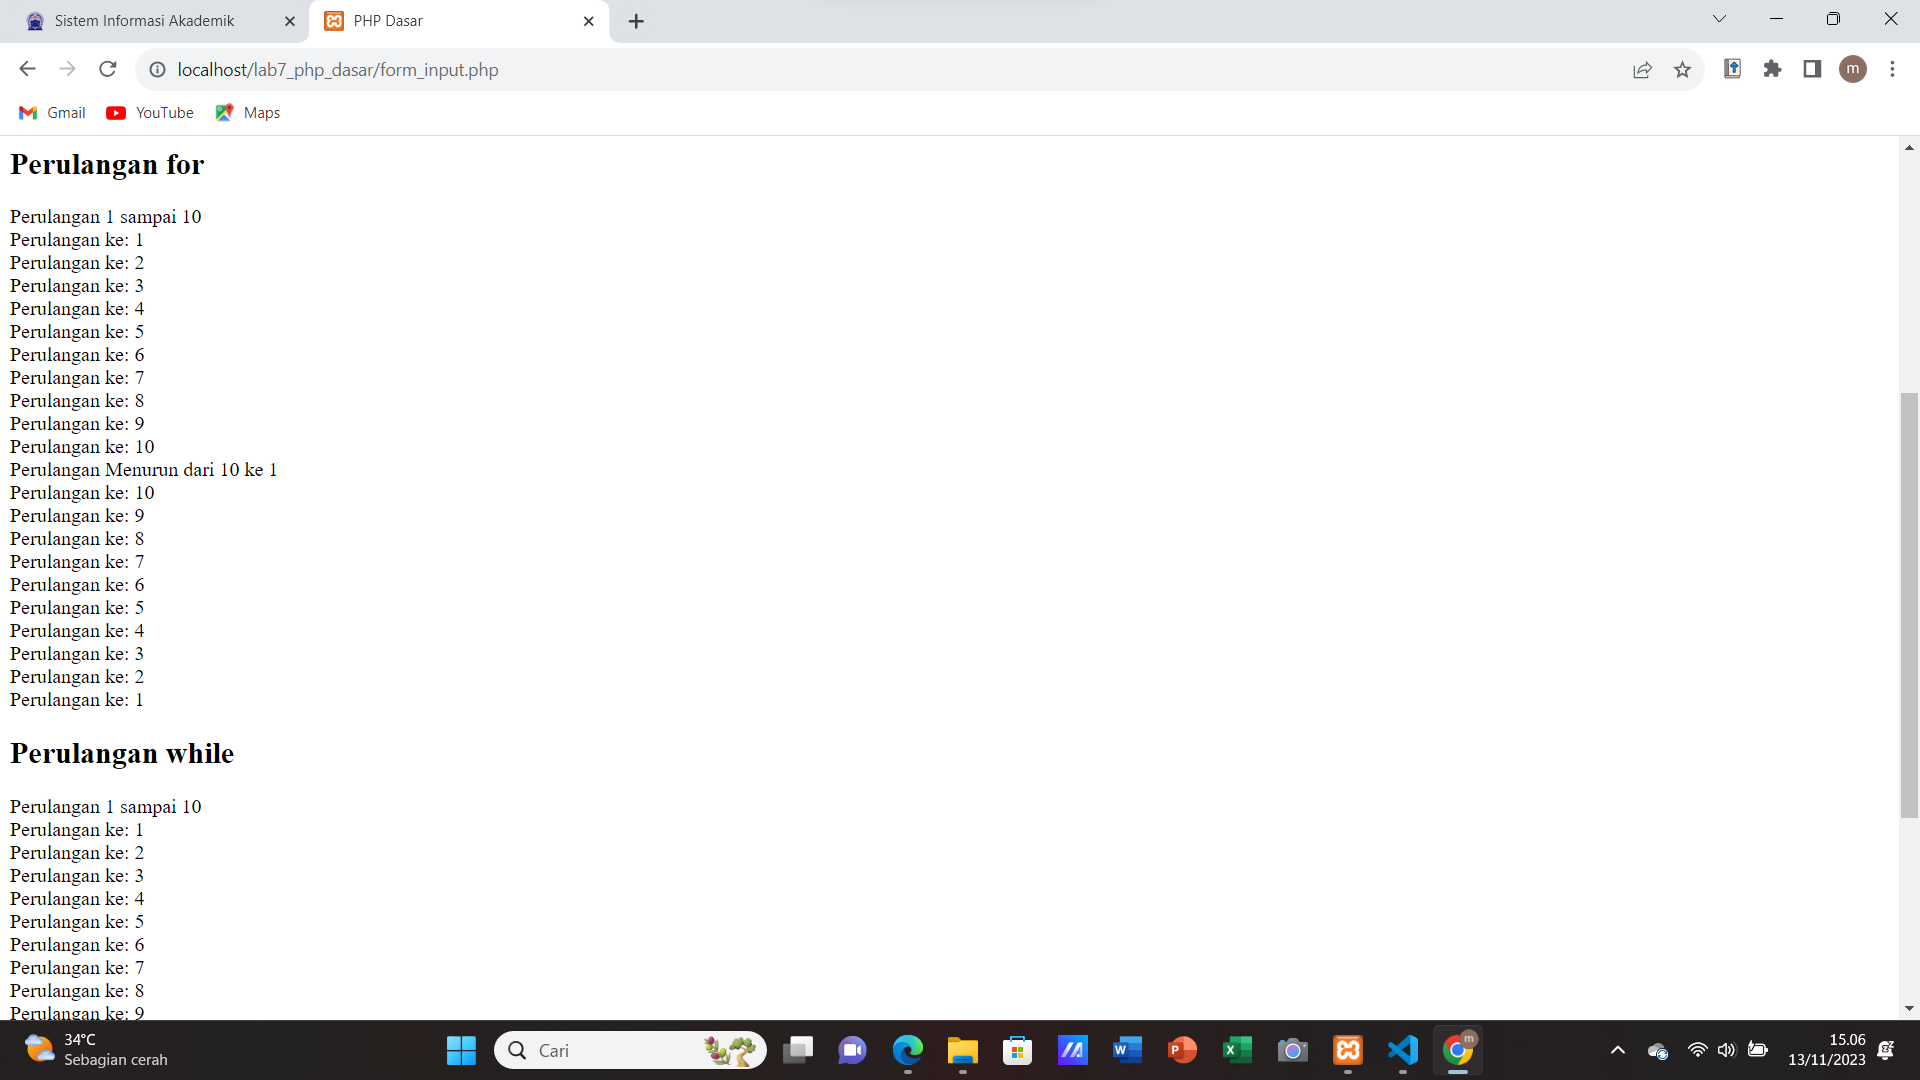 Sistem Informasi Akademik
PHP Dasar
localhost/lab7_php_dasar/form_input.php
m
Gmail
YouTube
Maps
Perulangan for
Perulangan 1 sampai 10
Perulangan ke: 1
Perulangan ke: 2
Perulangan ke: 3
Perulangan ke: 4
Perulangan ke: 5
Perulangan ke: 6
Perulangan ke: 7
Perulangan ke: 8
Perulangan ke: 9
Perulangan ke: 10
Perulangan Menurun dari 10 ke 1
Perulangan ke: 10
Perulangan ke: 9
Perulangan ke: 8
Perulangan ke: 7
Perulangan ke: 6
Perulangan ke: 5
Perulangan ke: 4
Perulangan ke: 3
Perulangan ke: 2
Perulangan ke: 1
Perulangan while
Perulangan 1 sampai 10
Perulangan ke: 1
Perulangan ke: 2
Perulangan ke: 3
Perulangan ke: 4
Perulangan ke: 5
Perulangan ke: 6
Perulangan ke: 7
Perulangan ke: 8
Perulangan ke: 9
34°C
Sebagian cerah
Cari
15.06
13/11/2023